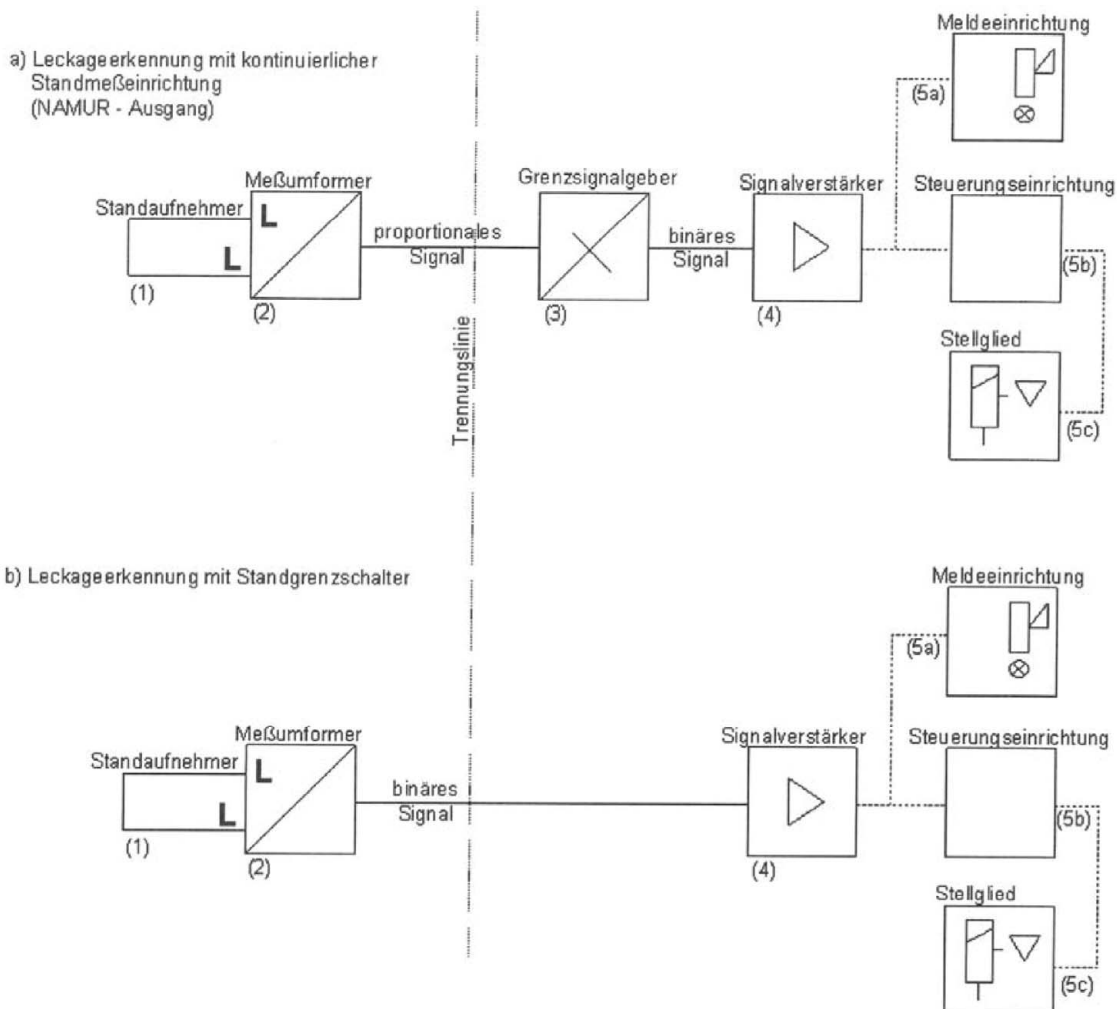 a) Leckageerkennung mit kontinuierlicher
Standmeßeinrichtung
(NAMUR - Ausgang)
Meldeeinrichtung
(5a)
Meßumformer
Grenzsignalgeber
Signalverstärker
Steuerungseinrichtung
Standaufnehmer
L
L
proportionales
Signal
binäres
Signal
(5b)
(1)
(2)
(3)
(4)
Trennungslinie
Stellglied
(5c)
b) Leckageerkennung mit Standgrenzschalter
Meldeeinrichtung
(5a)
Meßumformer
Signalverstärker
Steuerungseinrichtung
Standaufnehmer
L
L
binäres
Signal
(5b)
(1)
(2)
(4)
Stellglied
(5c)